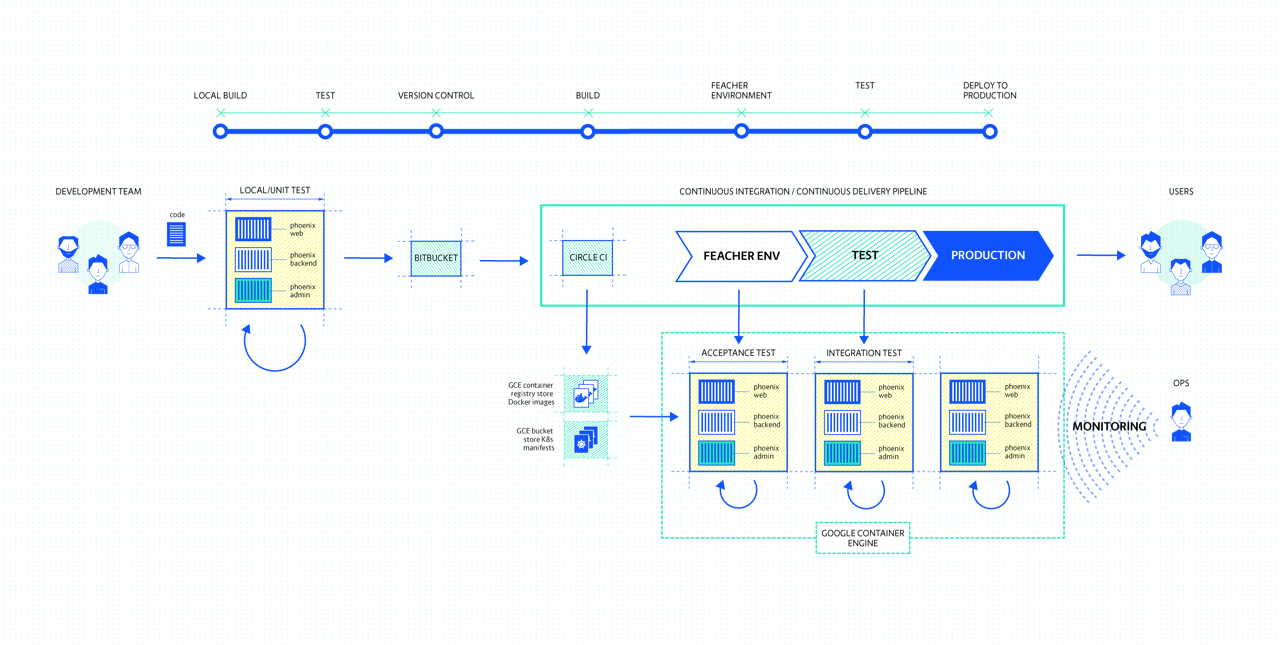 LOCAL BUILD
TEST
VERSION CONTROL
BUILD
FEACHER
ENVIRONMENT
TEST
DEPLOY TO
PRODUCTION
DEVELOPMENT TEAM
code
LOCAL/UNIT TEST
phoenix
web
phoenix
backend
phoenix
admin
BITBUCKET
CONTINUOUS INTEGRATION / CONTINUOUS DELIVERY PIPELINE
CIRCLE CI
FEACHER ENV
TEST
PRODUCTION
USERS
GCE container
registry store
Docker images
GCE bucket
store K8s
manifests
ACCEPTANCE TEST
phoenix
web
phoenix
backend
phoenix
admin
INTEGRATION TEST
phoenix
web
phoenix
backend
phoenix
admin
phoenix
web
phoenix
backend
phoenix
admin
GOOGLE CONTAINER
ENGINE
MONITORING
OPS